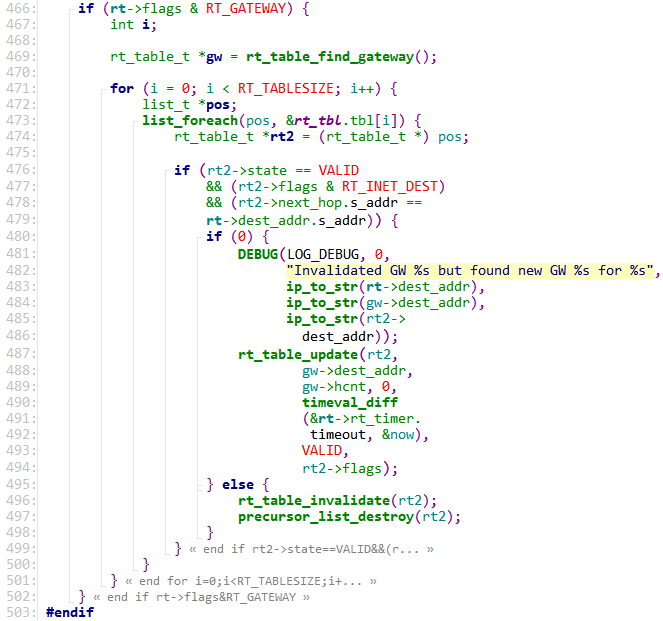 466: if (rt->flags & RT_GATEWAY) {
467: int i;
468:
469: rt_table_t *gw = rt_table_find_gateway();
470:
471: for (i = 0; i < RT_TABLESIZE; i++) {
472: list_t *pos;
473: list_foreach(pos, &rt_tbl.tbl[i]) {
474: rt_table_t *rt2 = (rt_table_t *) pos;
475:
476: if (rt2->state == VALID
477: && (rt2->flags & RT_INET_DEST)
478: && (rt2->next_hop.s_addr ==
479: rt->dest_addr.s_addr)) {
480: if (0) {
481: DEBUG(LOG_DEBUG, 0,
482: "Invalidated GW %s but found new GW %s for %s",
483: ip_to_str(rt->dest_addr),
484: ip_to_str(gw->dest_addr),
485: ip_to_str(rt2->
486: dest_addr));
487: rt_table_update(rt2,
488: gw->dest_addr,
489: gw->hcnt, 0,
490: timeval_diff
491: (&rt->rt_timer.
492: timeout, &now),
493: VALID,
494: rt2->flags);
495: } else {
496: rt_table_invalidate(rt2);
497: precursor_list_destroy(rt2);
498: }
499: } « end if rt2->state==VALID&&(r... »
500: }
501: } « end for i=0;i<RT_TABLESIZE;i+... »
502: } « end if rt->flags&RT_GATEWAY »
503: #endif